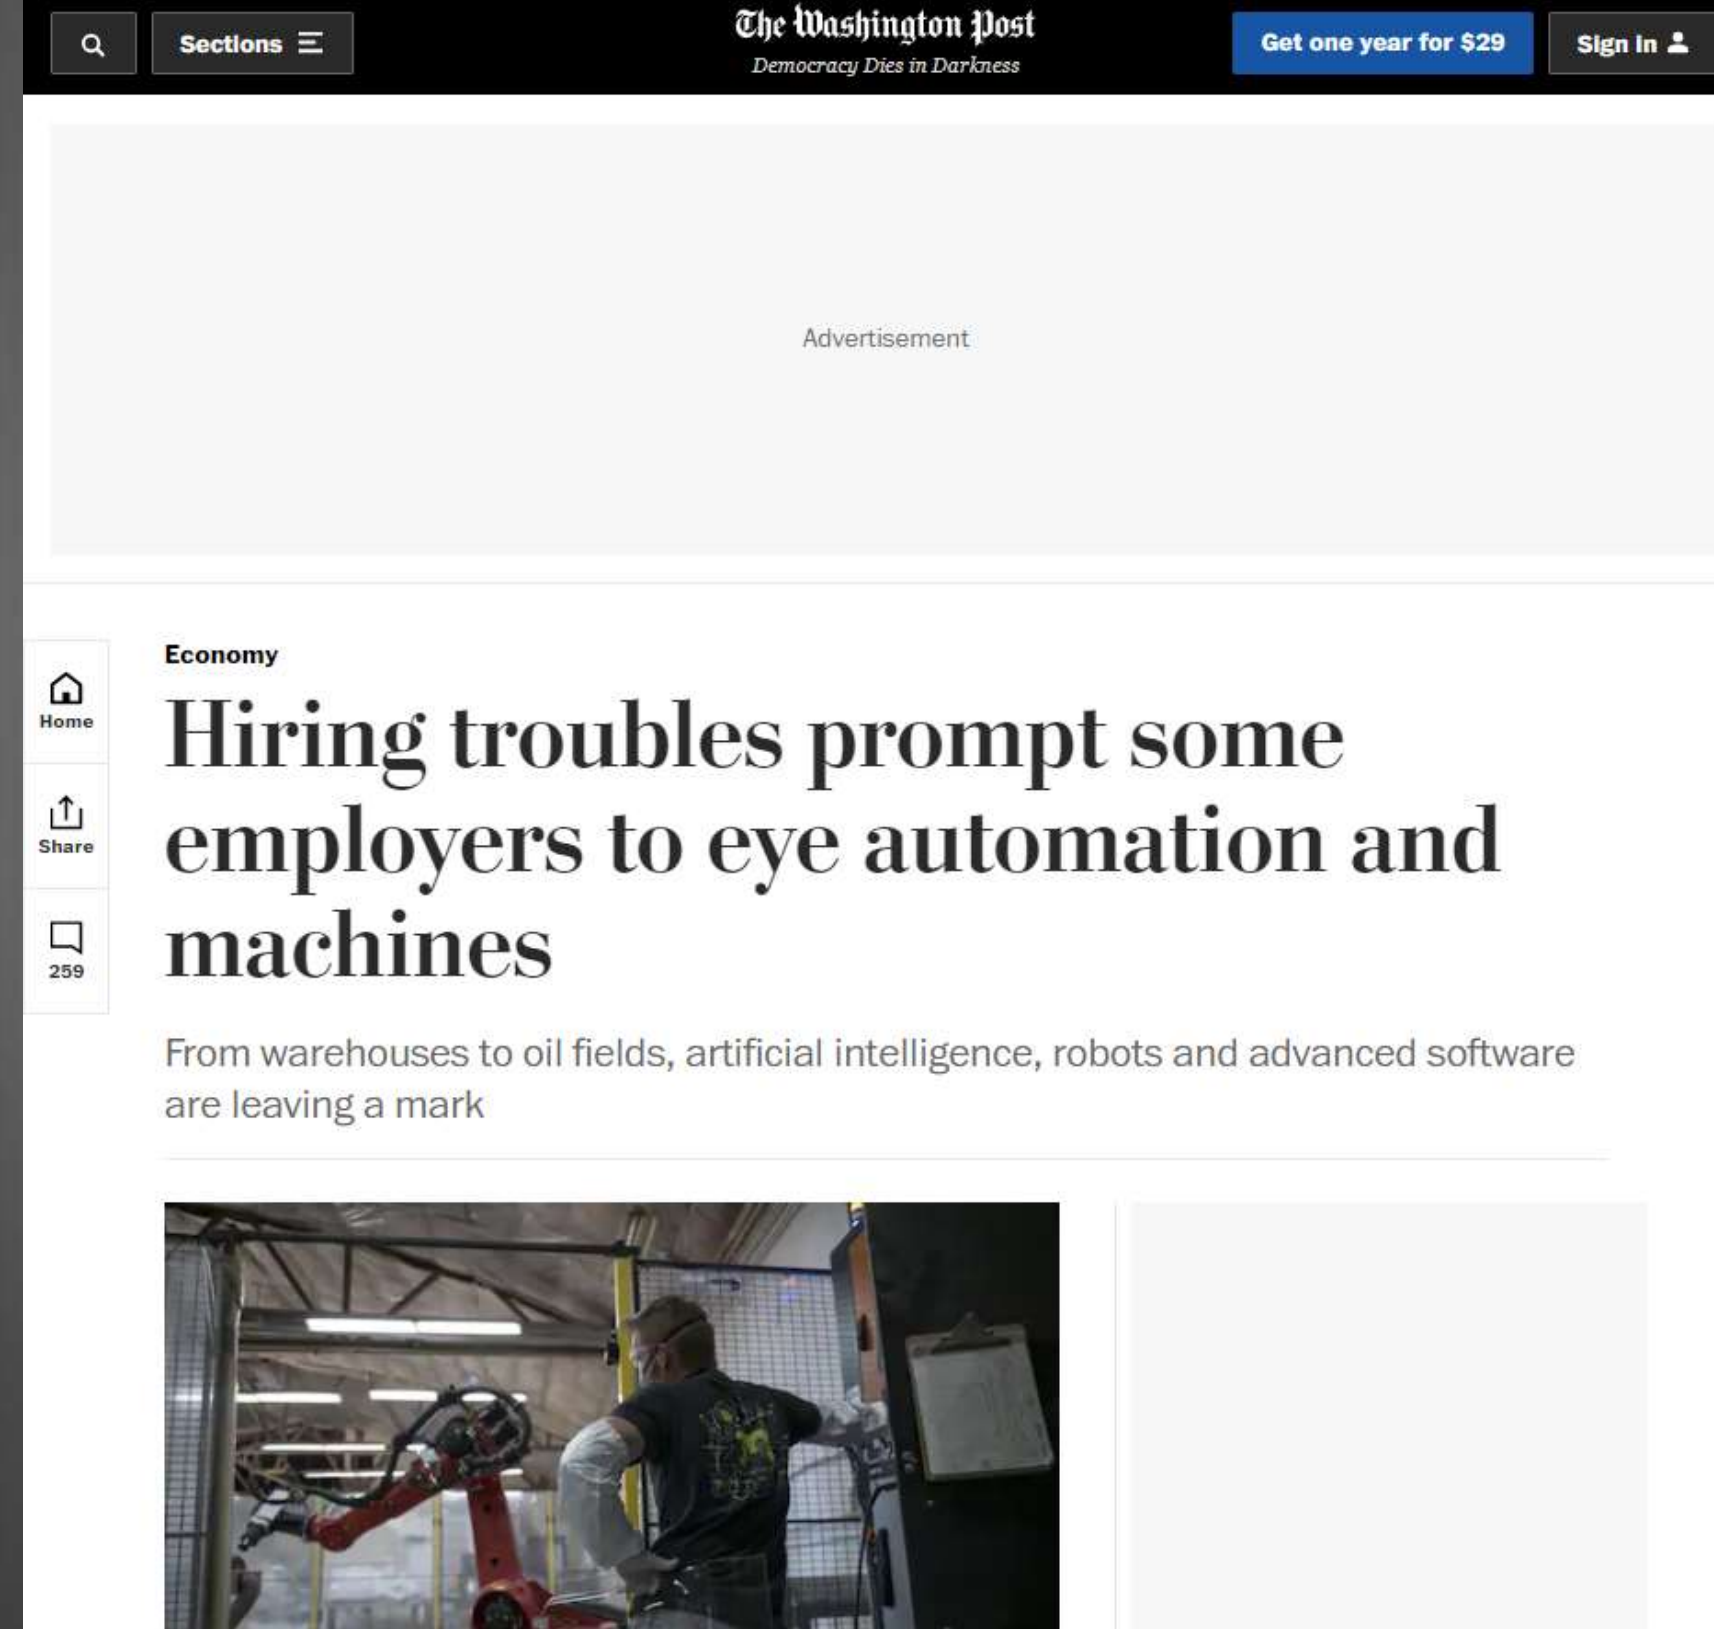 Sections
The Washington Post
Democracy Dies in Darkness
Get one year for $29
Sign in
Advertisement
Home
Share
259
Economy
Hiring troubles prompt some
employers to eye automation and
machines
From warehouses to oil fields, artificial intelligence, robots and advanced software
are leaving a mark